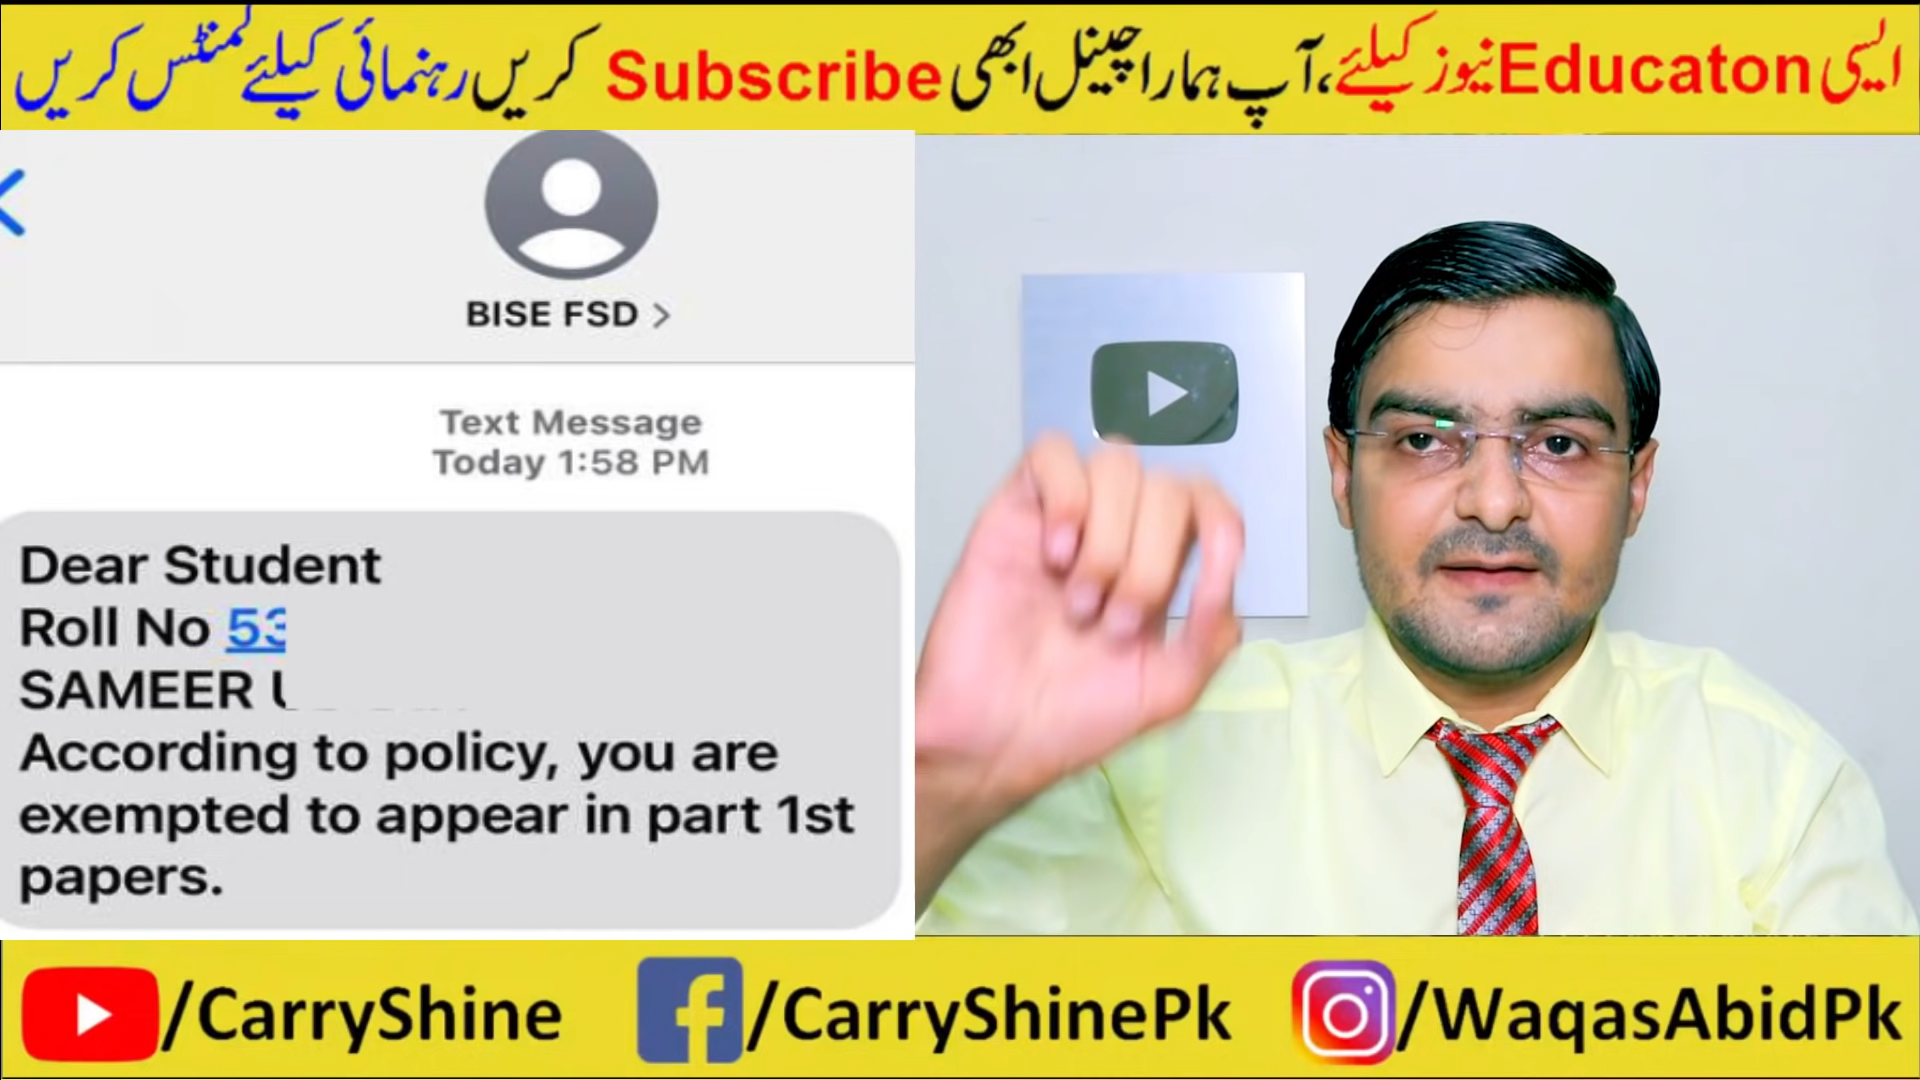 ایسی Educaton نیوز کیلئے، آپ ہمارا چینل ابھی Subscribe کریں رہنمائی کیلئے کمنٹس کریں
BISE FSD >
Text Message
Today 1:58 PM
Dear Student
Roll No 53
SAMEER
According to policy, you are
exempted to appear in part 1st
papers.
/CarryShine /CarryShinePk /WaqasAbidPk